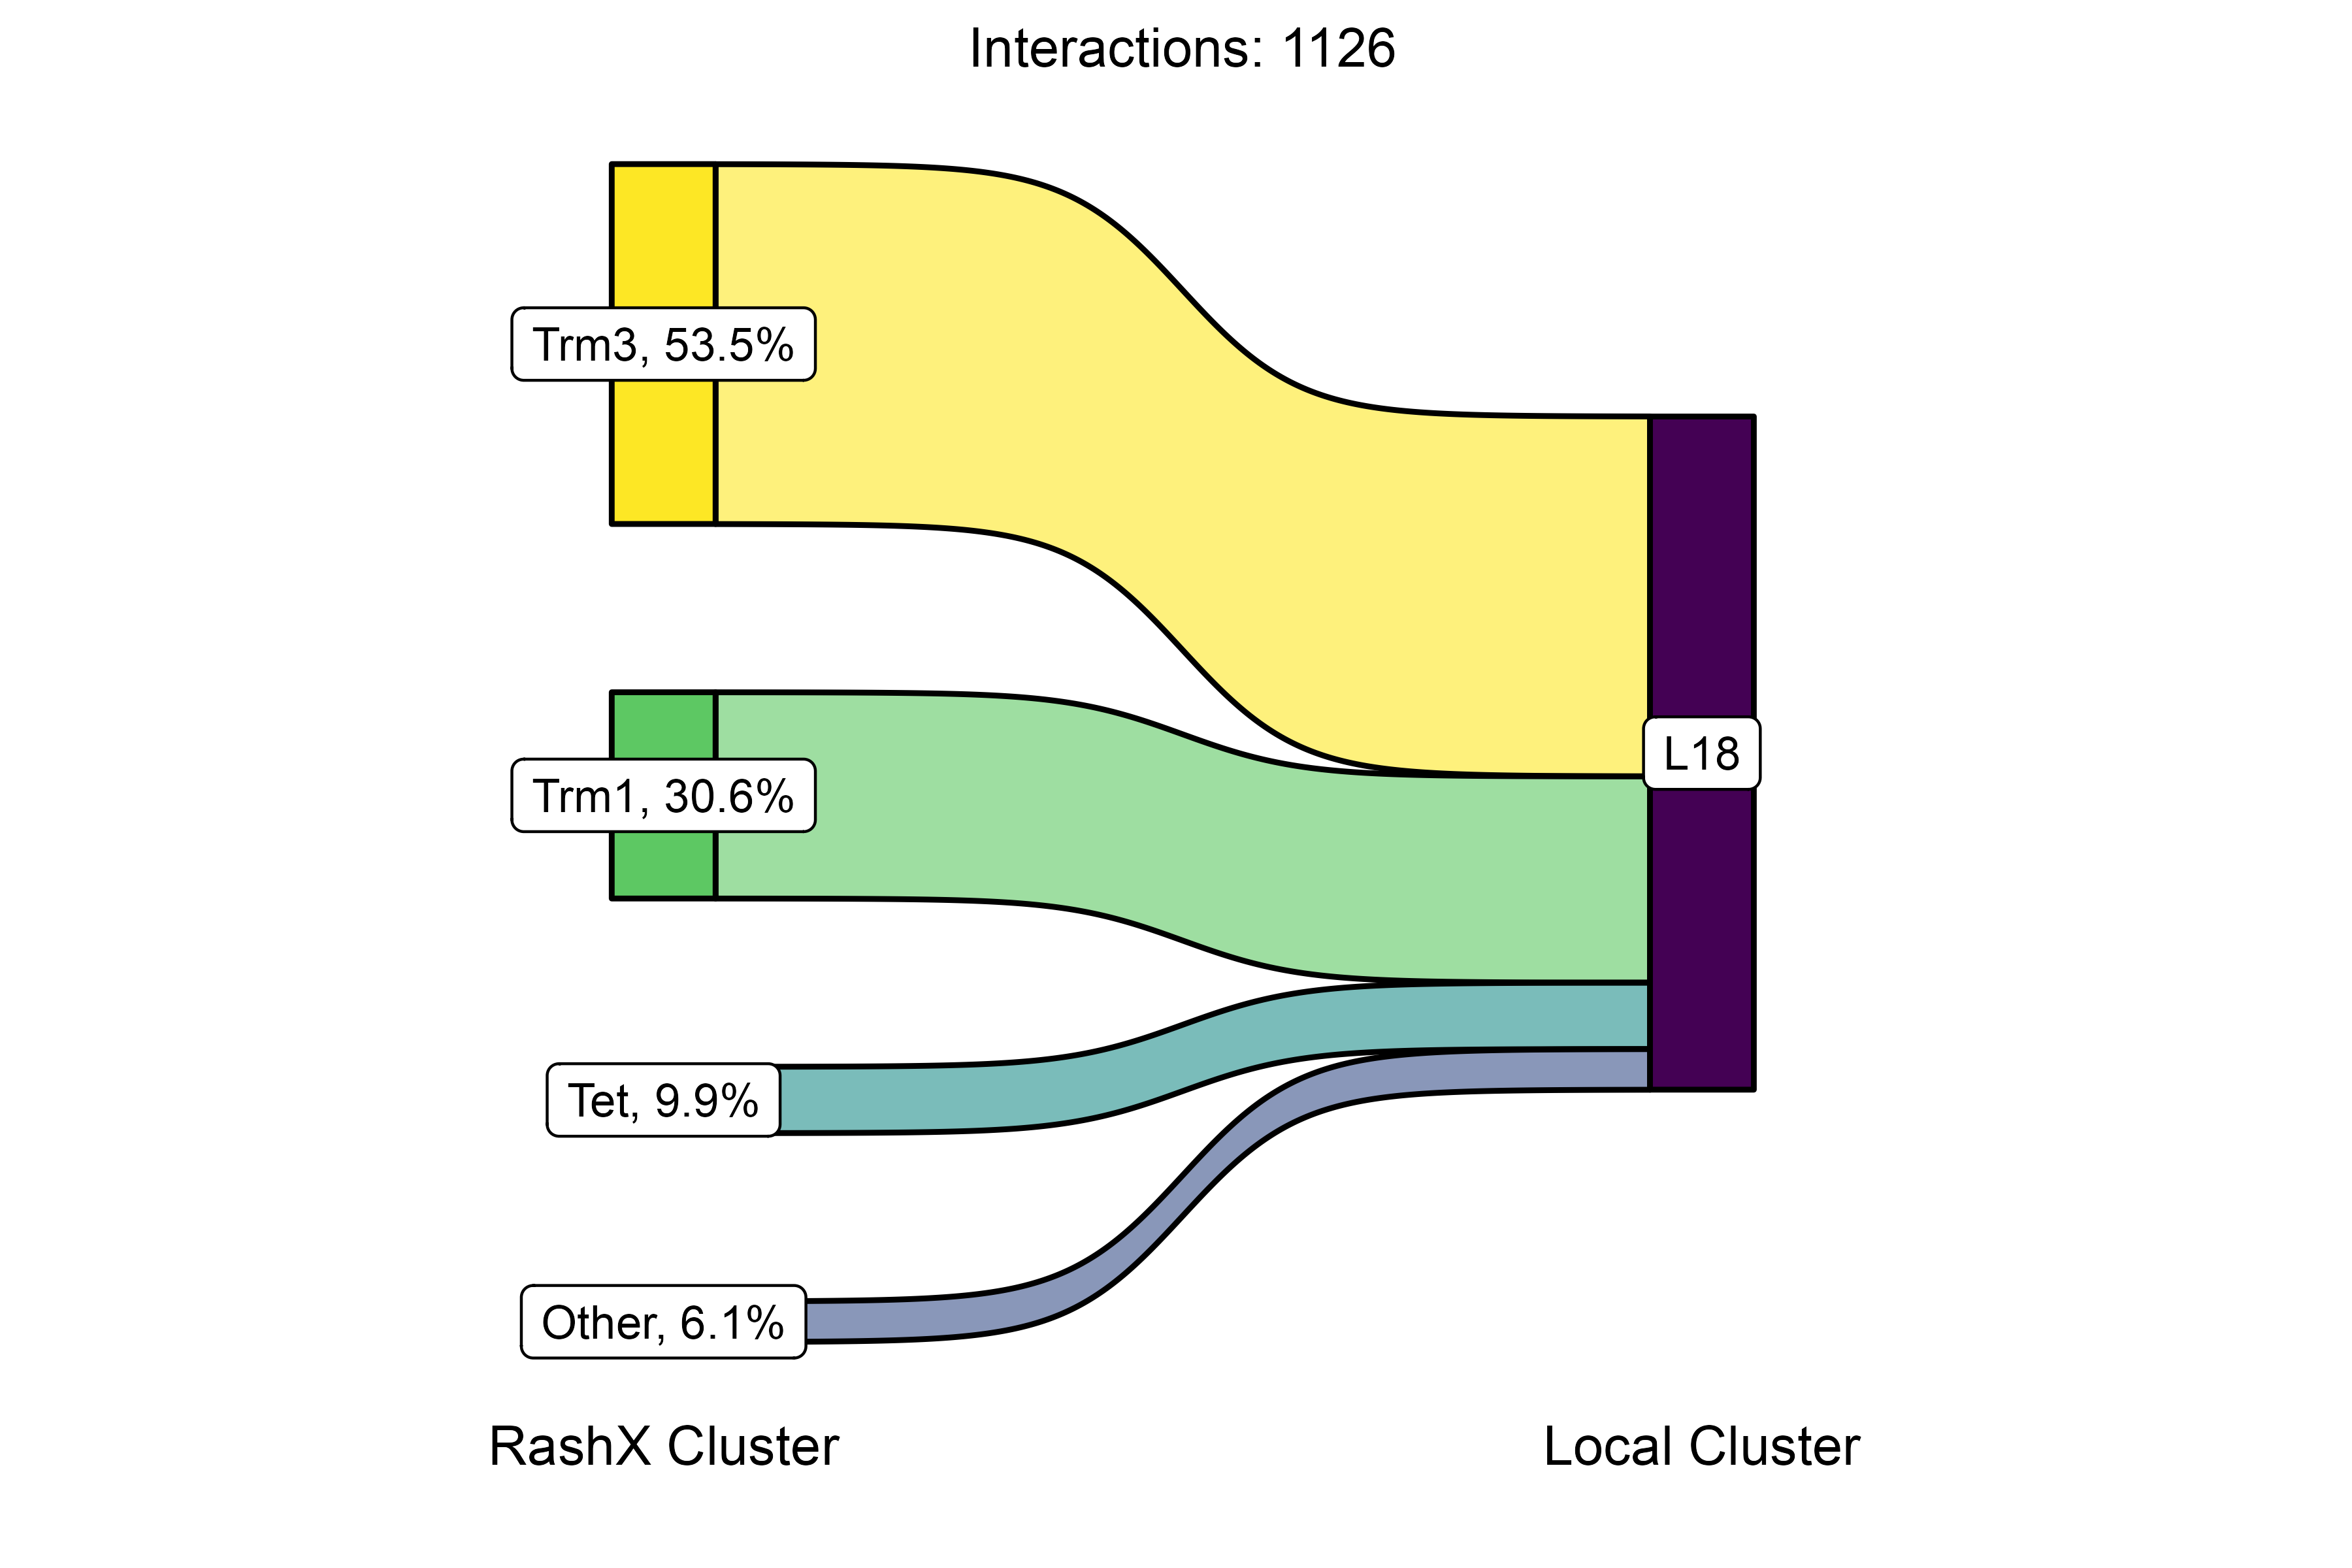 Interactions: 1126
Trm3, 53.5%
L18
Trm1, 30.6%
Tet, 9.9%
Other, 6.1%
RashX Cluster
Local Cluster